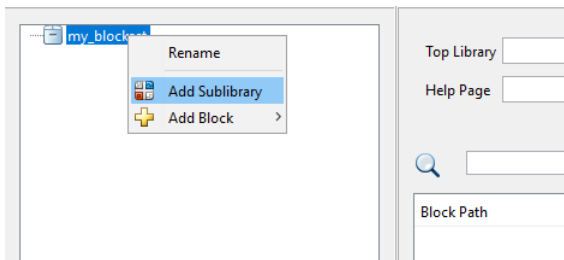 my_blockset
Rename
Add Sublibrary
Add Block
Top Library
Help Page
Block Path